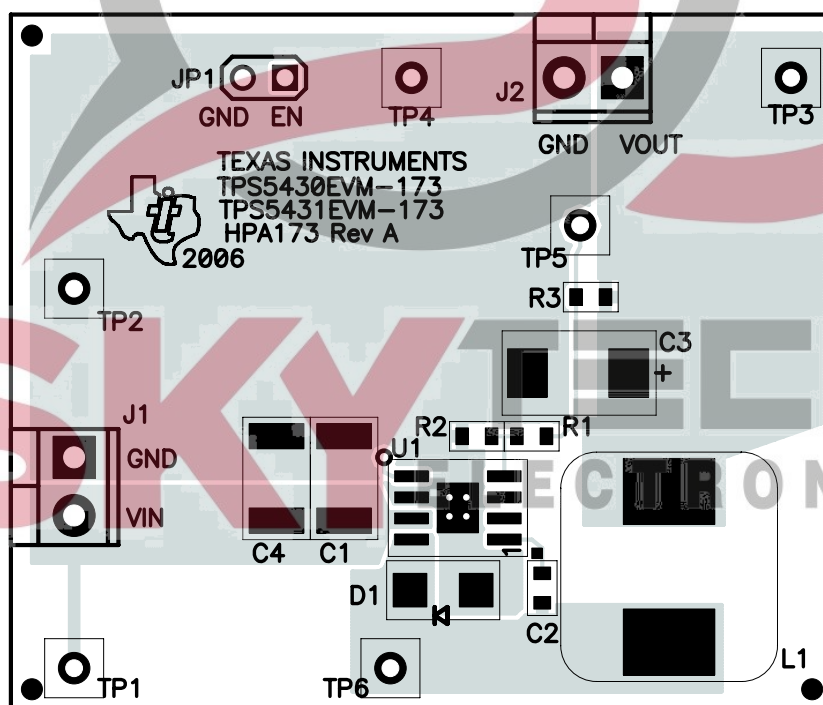 JP1
GND EN
TP4
J2
GND VOUT
TP3
TEXAS INSTRUMENTS
TPS5430EVM-173
TPS5431EVM-173
HPA173 Rev A
2006
TP5
TP2
R3
C3
+
J1
GND
VIN
R2
R1
U1
SKYTEC
ELECTRON
C4
C1
1
D1
C2
L1
TP1
TP6